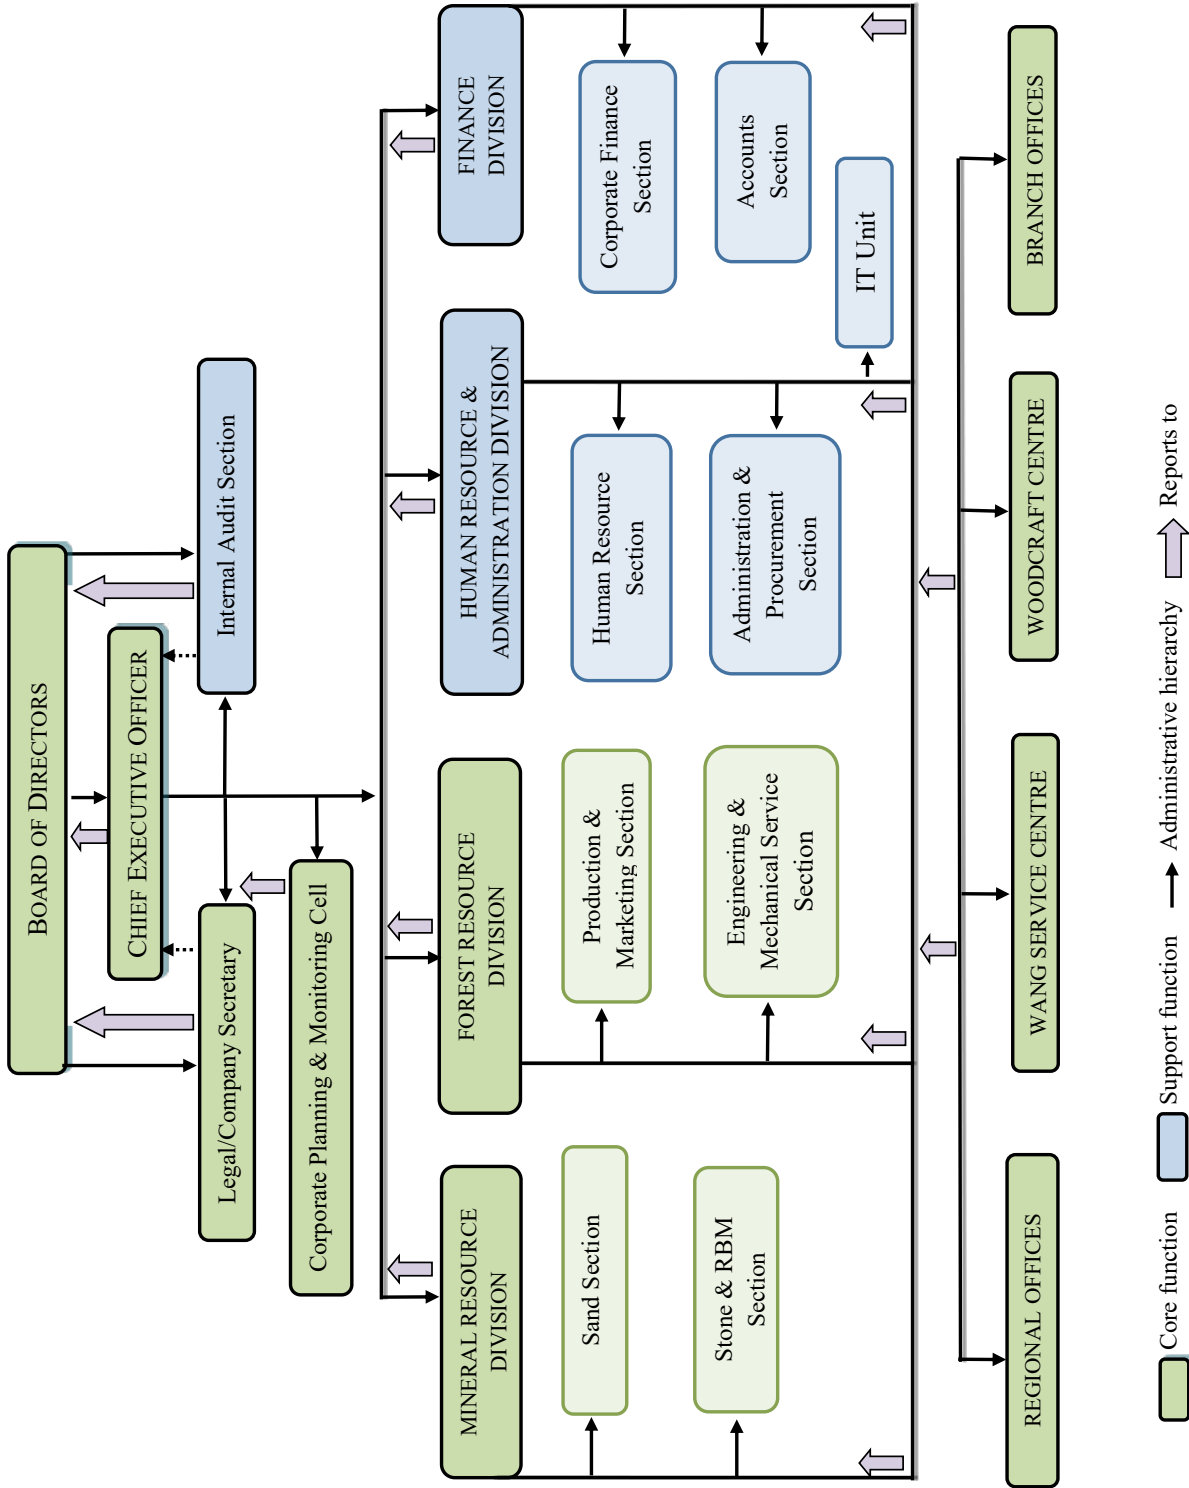 BOARD OF DIRECTORS
CHIEF EXECUTIVE OFFICER
Legal/Company Secretary
Internal Audit Section
Corporate Planning & Monitoring Cell
MINERAL RESOURCE
DIVISION
FOREST RESOURCE
DIVISION
HUMAN RESOURCE &
ADMINISTRATION DIVISION
FINANCE
DIVISION
Sand Section
Production &
Marketing Section
Human Resource
Section
Corporate Finance
Section
Stone & RBM
Section
Engineering &
Mechanical Service
Section
Administration &
Procurement
Section
Accounts
Section
IT Unit
REGIONAL OFFICES
WANG SERVICE CENTRE
WOODCRAFT CENTRE
BRANCH OFFICES
Core function
Support function
Administrative hierarchy
Reports to